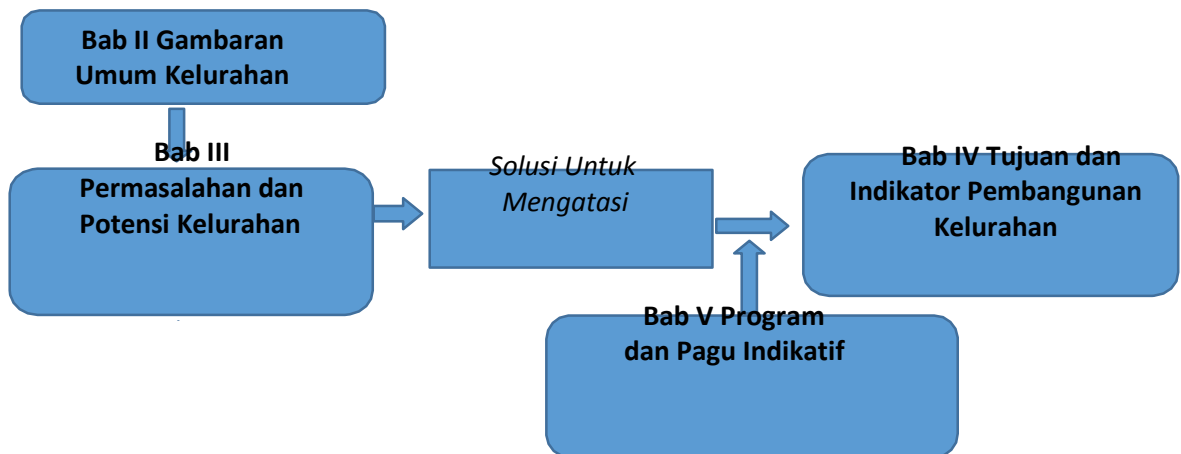 Bab II Gambaran
Umum Kelurahan
Bab III
Permasalahan dan
Potensi Kelurahan
Solusi Untuk
Mengatasi
Bab IV Tujuan dan
Indikator Pembangunan
Kelurahan
Bab V Program
dan Pagu Indikatif